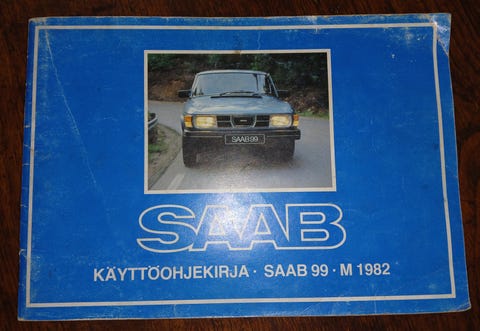 SAAB 99
SAAB
KÄYTTÖOHJEKIRJA · SAAB 99 · M 1982